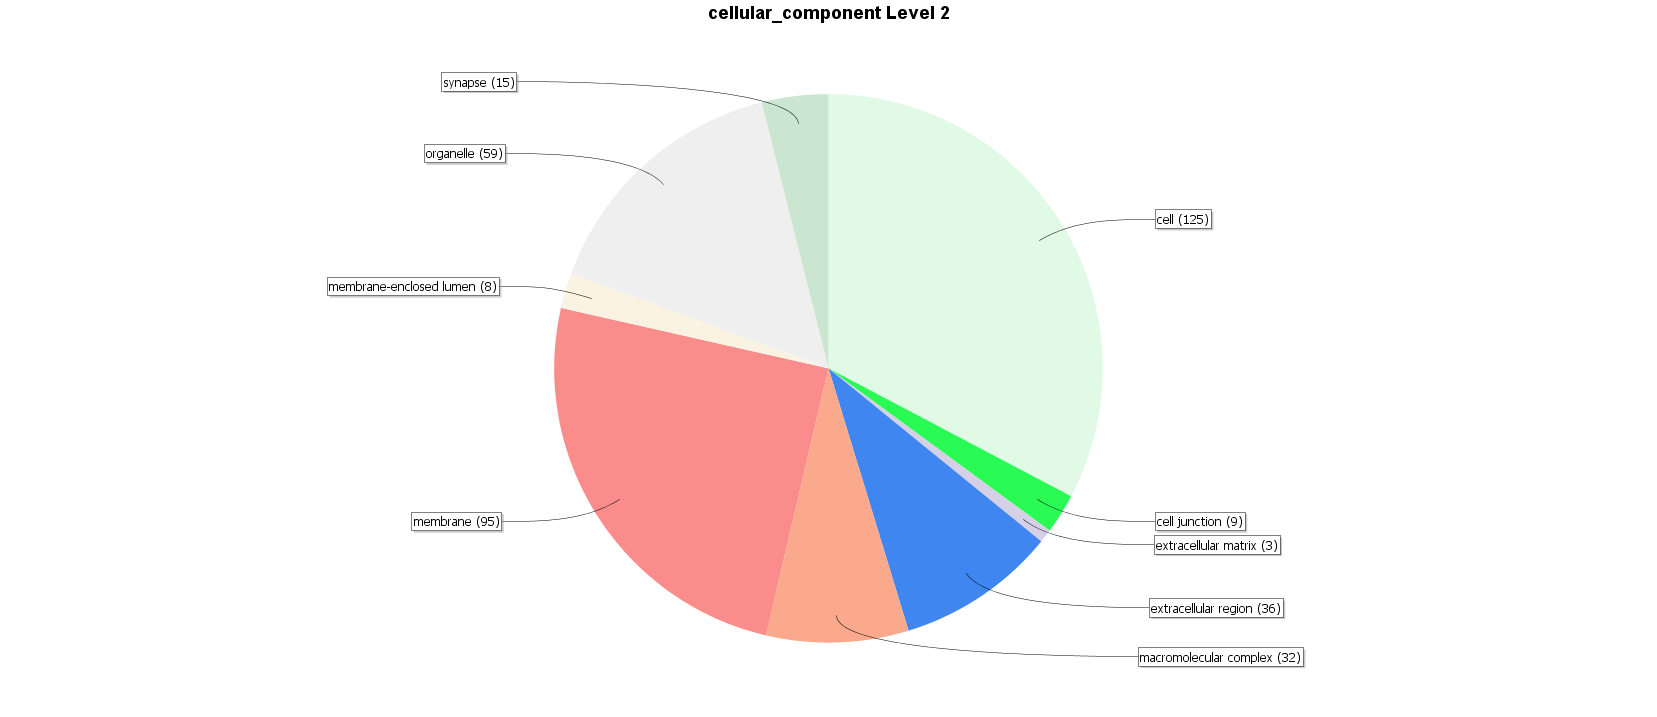 cellular_component Level 2
synapse (15)
organelle (59)
cell (125)
membrane-enclosed lumen (8)
membrane (95)
cell junction (9)
extracellular matrix (3)
extracellular region (36)
macromolecular complex (32)